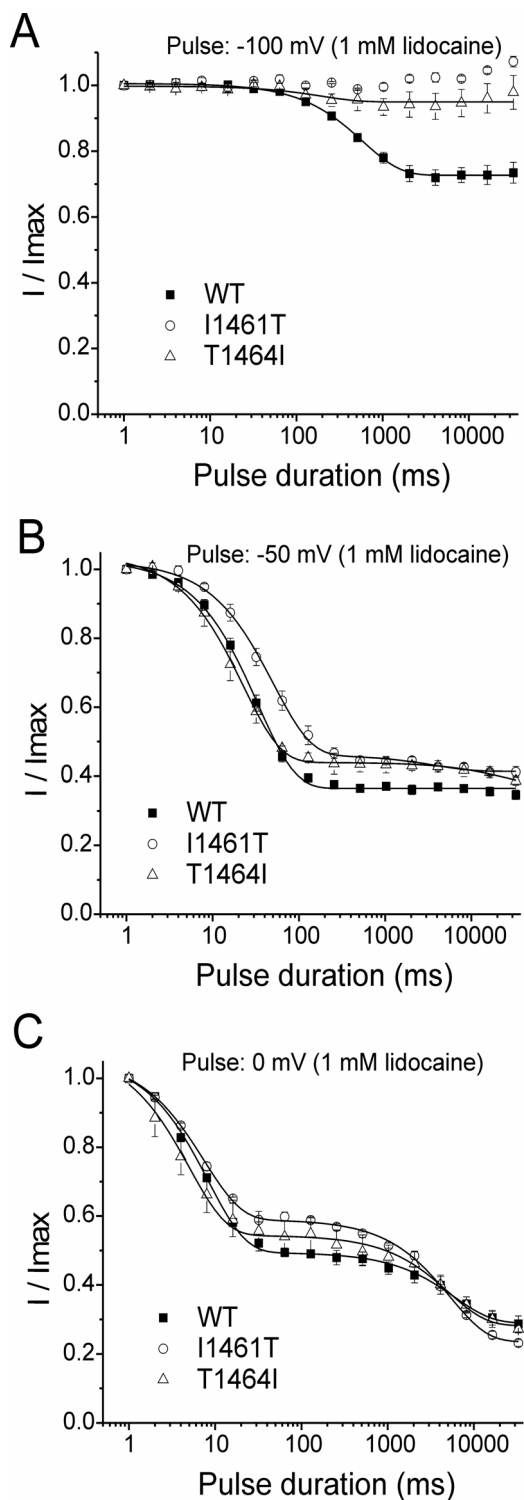 A
Pulse: -100 mV (1 mM lidocaine)
1.0
0.8
0.6
0.4
0.2
0.0
I / Imax
WT
I1461T
T1464I
1 10 100 1000 10000
Pulse duration (ms)
B
Pulse: -50 mV (1 mM lidocaine)
1.0
0.8
0.6
0.4
0.2
0.0
I / Imax
WT
I1461T
T1464I
1 10 100 1000 10000
Pulse duration (ms)
C
Pulse: 0 mV (1 mM lidocaine)
1.0
0.8
0.6
0.4
0.2
0.0
I / Imax
WT
I1461T
T1464I
1 10 100 1000 10000
Pulse duration (ms)